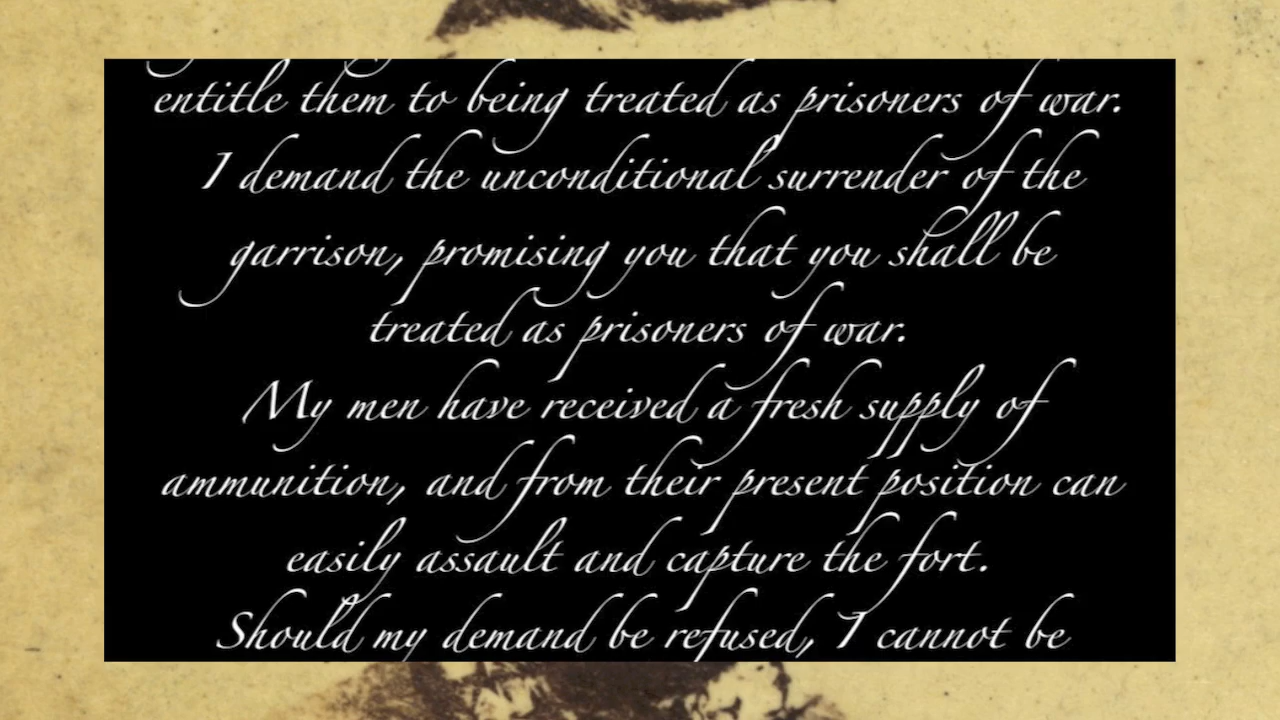 entitle them to being treated as prisoners of war.
I demand the unconditional surrender of the
garrison, promising you that you shall be
treated as prisoners of war.
My men have received a fresh supply of
ammunition, and from their present position can
easily assault and capture the fort.
Should my demand be refused, I cannot be